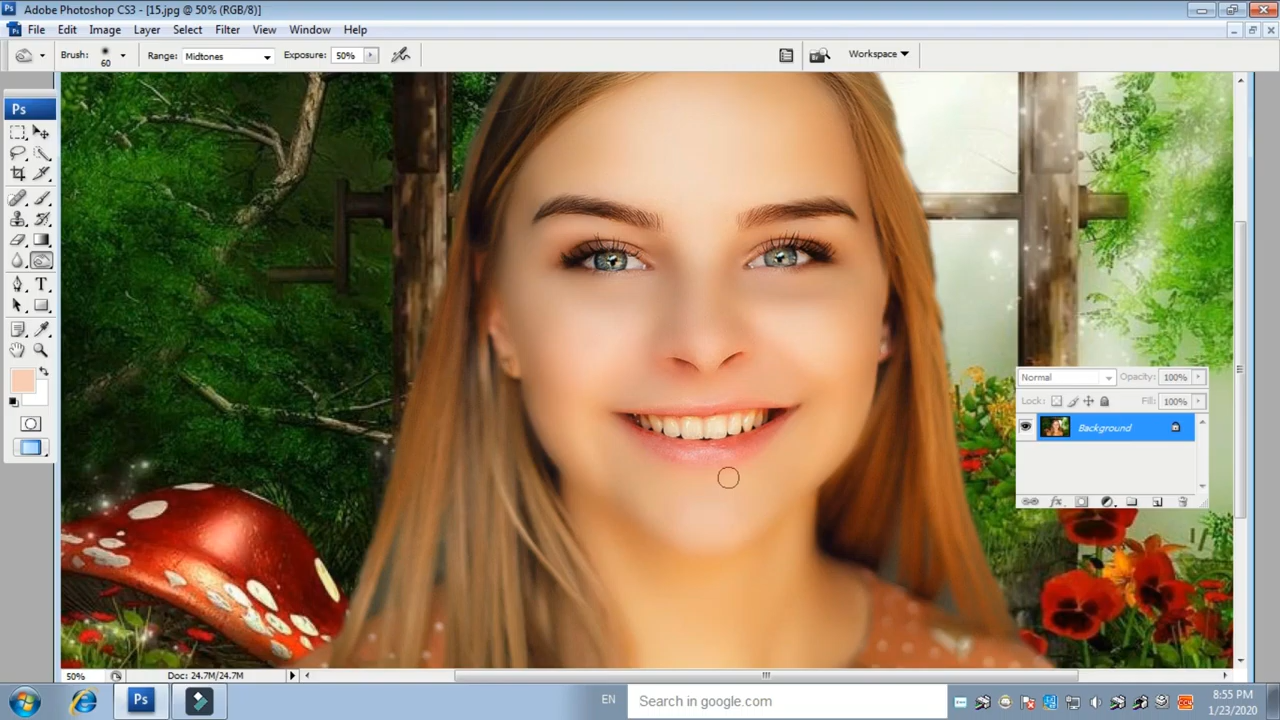 Adobe Photoshop CS3 - [15.jpg @ 50% (RGB/8)]
File Edit Image Layer Select Filter View Window Help
Brush: 60 Range: Midtones Exposure: 50% Workspace
Ps
Normal Opacity: 100%
Lock: Fill: 100%
Background
50% Doc: 24.7M/24.7M
Ps EN Search in google.com 8:55 PM
1/23/2020